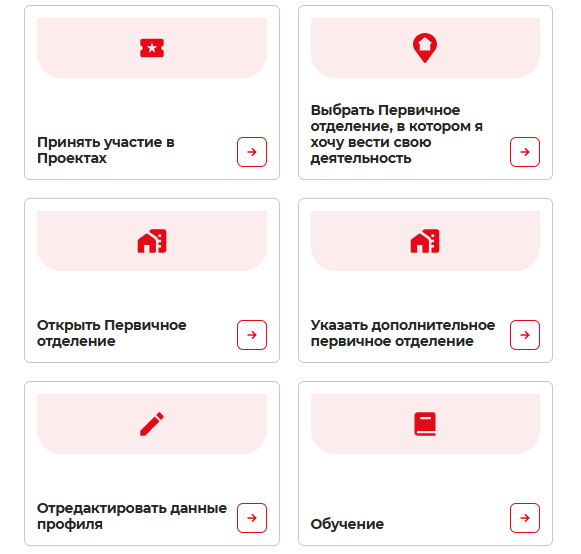 Принять участие в
Проектах
Выбрать Первичное
отделение, в котором я
хочу вести свою
деятельность
Открыть Первичное
отделение
Указать дополнительное
первичное отделение
Отредактировать данные
профиля
Обучение